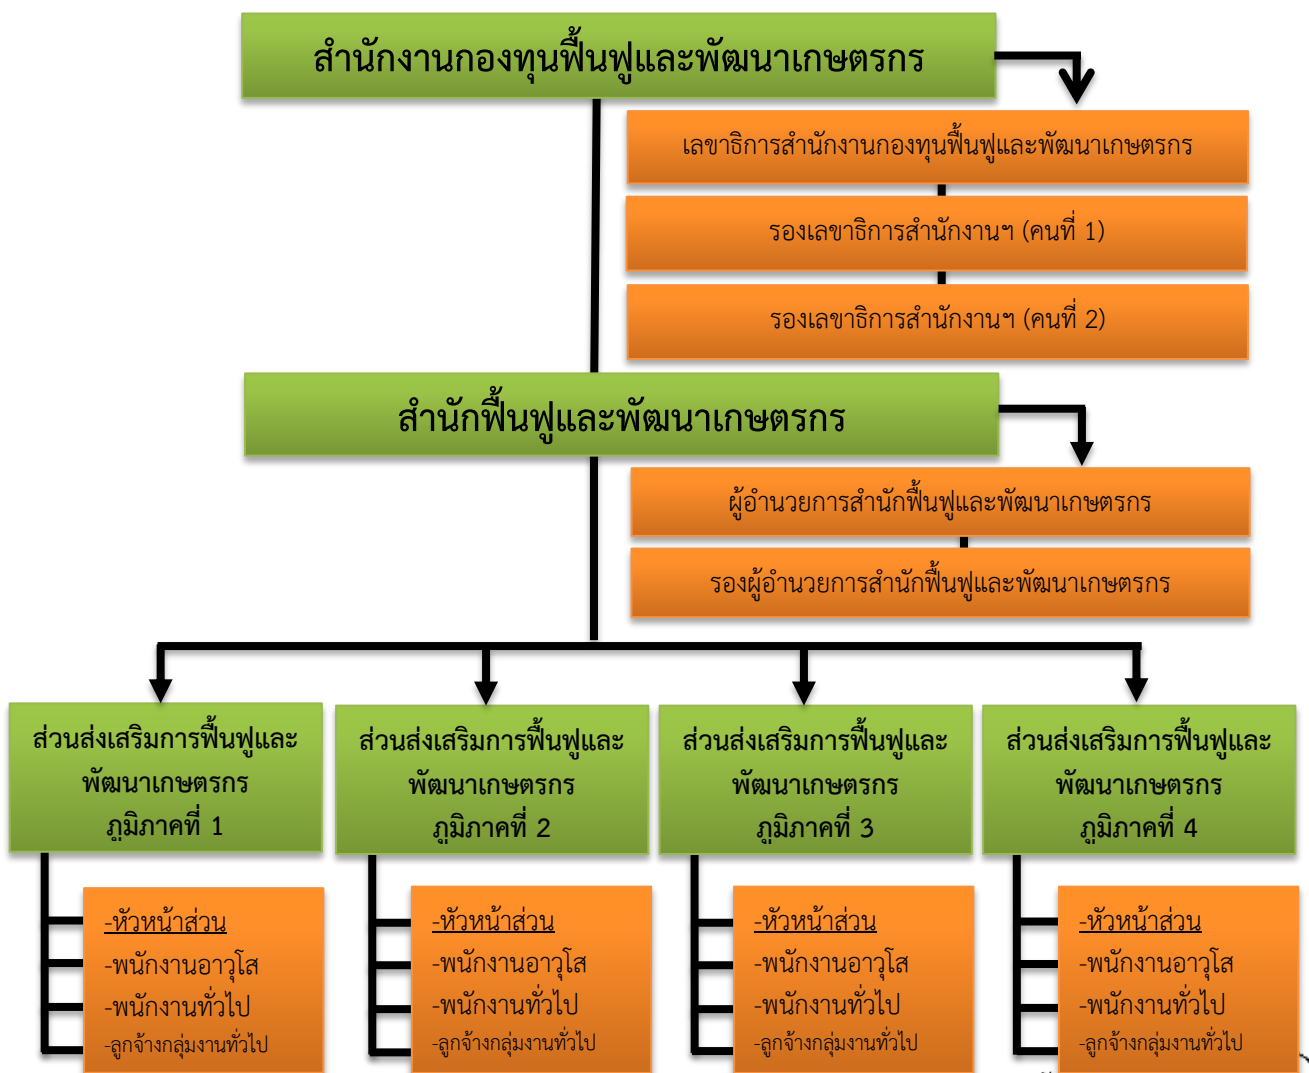 สำนักงานกองทุนฟื้นฟูและพัฒนาเกษตรกร
เลขาธิการสำนักงานกองทุนฟื้นฟูและพัฒนาเกษตรกร
รองเลขาธิการสำนักงานฯ (คนที่ 1)
รองเลขาธิการสำนักงานฯ (คนที่ 2)
สำนักฟื้นฟูและพัฒนาเกษตรกร
ผู้อำนวยการสำนักฟื้นฟูและพัฒนาเกษตรกร
รองผู้อำนวยการสำนักฟื้นฟูและพัฒนาเกษตรกร
ส่วนส่งเสริมการฟื้นฟูและ
พัฒนาเกษตรกร
ภูมิภาคที่ 1
ส่วนส่งเสริมการฟื้นฟูและ
พัฒนาเกษตรกร
ภูมิภาคที่ 2
ส่วนส่งเสริมการฟื้นฟูและ
พัฒนาเกษตรกร
ภูมิภาคที่ 3
ส่วนส่งเสริมการฟื้นฟูและ
พัฒนาเกษตรกร
ภูมิภาคที่ 4
-หัวหน้าส่วน
-พนักงานอาวุโส
-พนักงานทั่วไป
-ลูกจ้างกลุ่มงานทั่วไป
-หัวหน้าส่วน
-พนักงานอาวุโส
-พนักงานทั่วไป
-ลูกจ้างกลุ่มงานทั่วไป
-หัวหน้าส่วน
-พนักงานอาวุโส
-พนักงานทั่วไป
-ลูกจ้างกลุ่มงานทั่วไป
-หัวหน้าส่วน
-พนักงานอาวุโส
-พนักงานทั่วไป
-ลูกจ้างกลุ่มงานทั่วไป